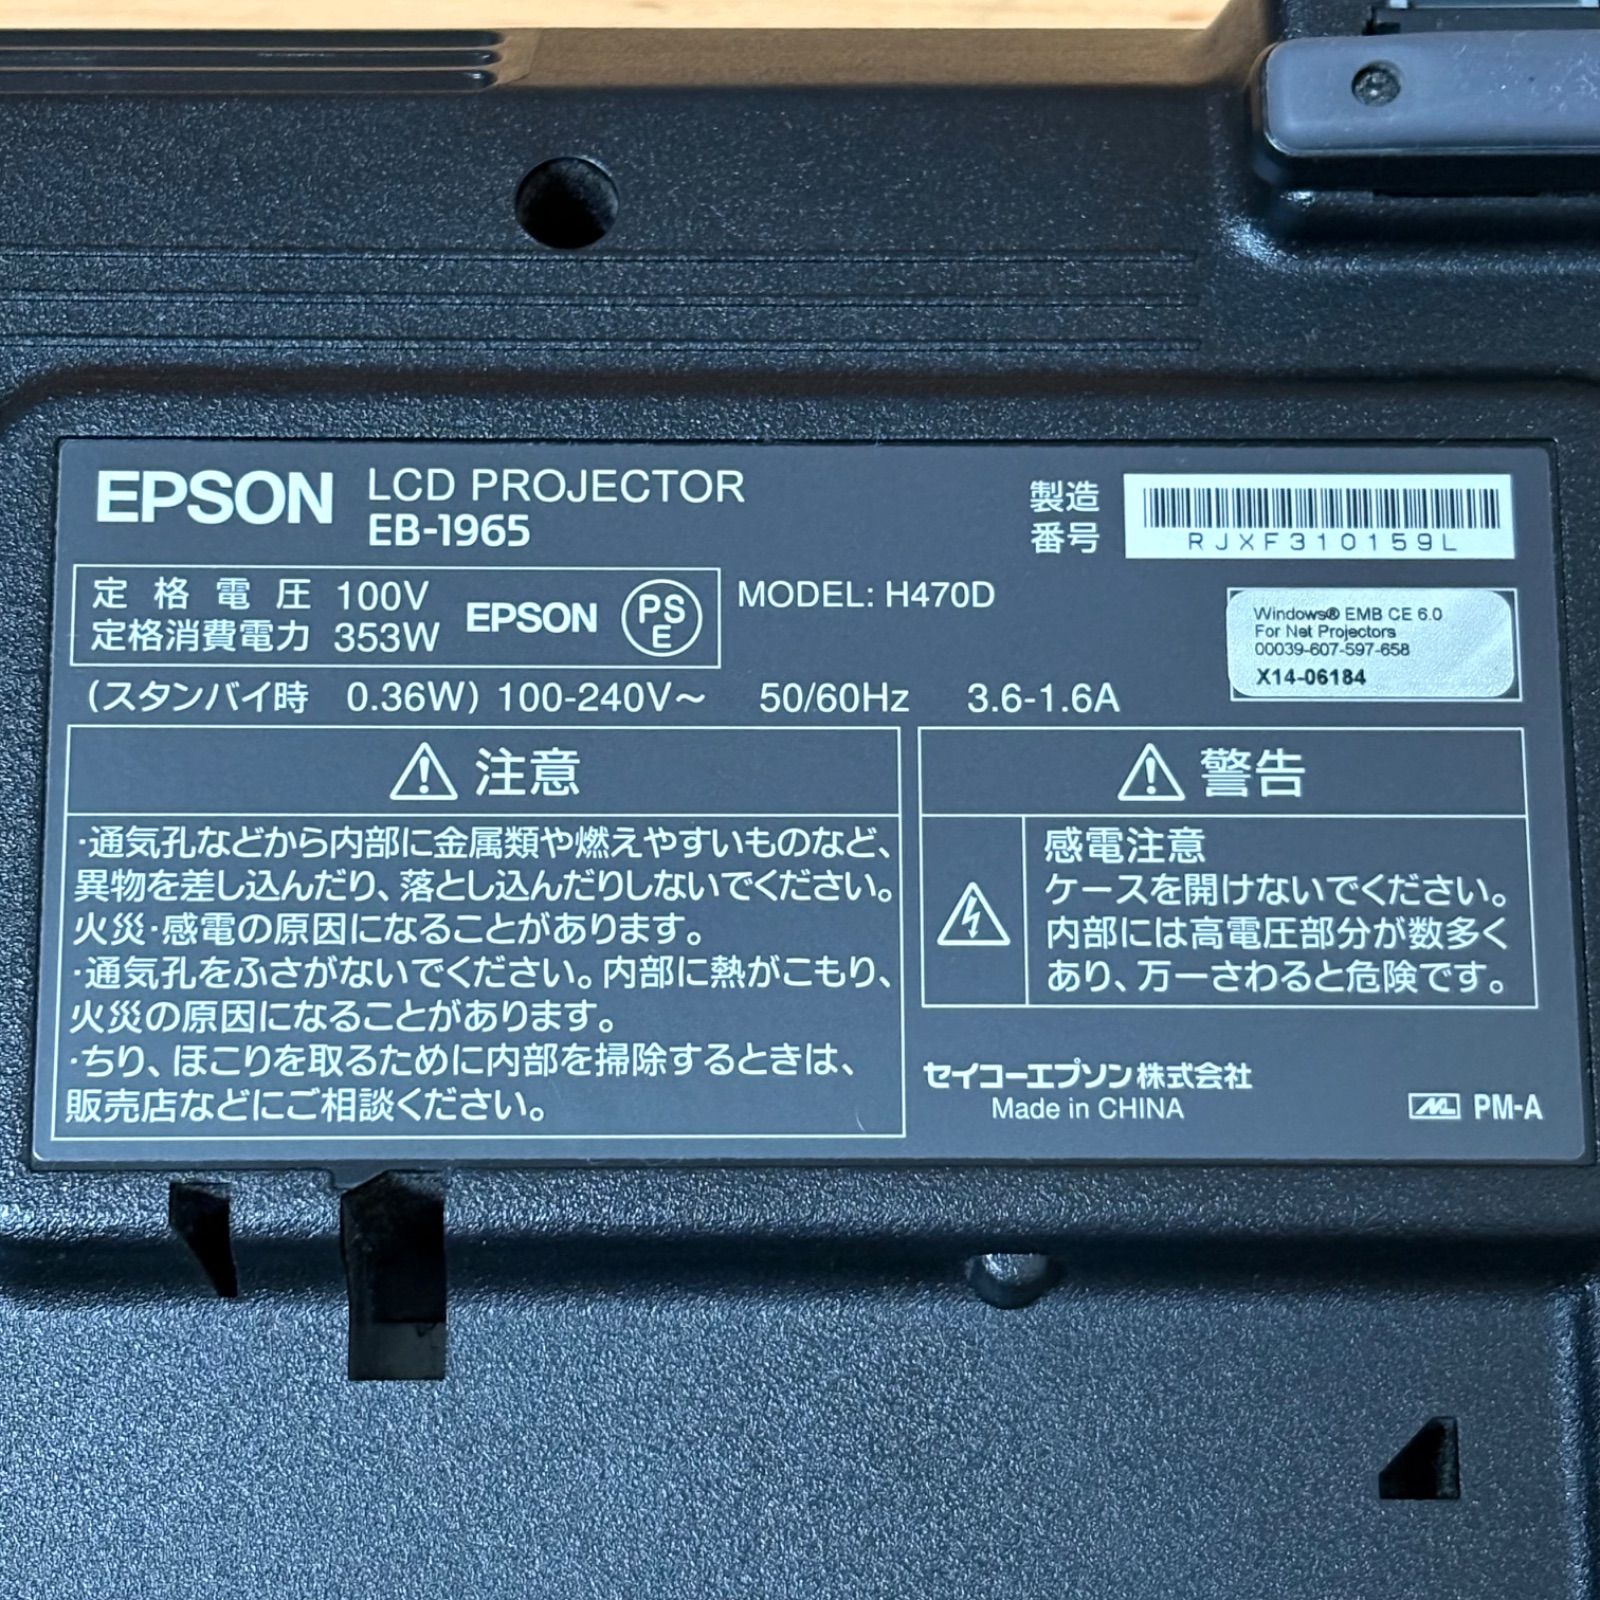 EPSON LCD PROJECTOR
EB-1965
製造
番号
RJXF310159L
定格電圧 100V
定格消費電力 353W
EPSON
PS
E
MODEL: H470D
Windows® EMB CE 6.0
For Net Projectors
00039-607-597-658
X14-06184
(スタンバイ時 0.36W) 100-240V～ 50/60Hz 3.6-1.6A
注意
・通気孔などから内部に金属類や燃えやすいものなど、
異物を差し込んだり、落とし込んだりしないでください。
火災・感電の原因になることがあります。
・通気孔をふさがないでください。内部に熱がこもり、
火災の原因になることがあります。
・ちり、ほこりを取るために内部を掃除するときは、
販売店などにご相談ください。
警告
感電注意
ケースを開けないでください。
内部には高電圧部分が数多く
あり、万一さわると危険です。
セイコーエプソン株式会社
Made in CHINA
ML PM-A